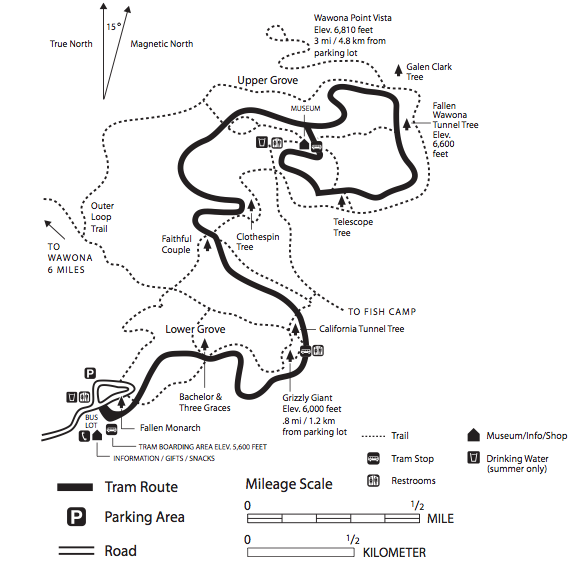 Wawona Point Vista
Elev. 6,810 feet
3 mi / 4.8 km from
parking lot
15°
True North
Magnetic North
Galen Clark
Tree
Upper Grove
MUSEUM
Fallen
Wawona
Tunnel Tree
Elev.
6,600
feet
Outer
Loop
Trail
TO
WAWONA
6 MILES
Faithful
Couple
Clothespin
Tree
Telescope
Tree
TO FISH CAMP
Lower Grove
California Tunnel Tree
P
Bachelor &
Three Graces
Grizzly Giant
Elev. 6,000 feet
.8 mi / 1.2 km
from parking lot
BUS
LOT
Fallen Monarch
TRAM BOARDING AREA ELEV. 5,600 FEET
INFORMATION / GIFTS / SNACKS
Trail
Museum/Info/Shop
Tram Stop
Drinking Water
(summer only)
Restrooms
Tram Route
P
Parking Area
Road
Mileage Scale
0
1/2
MILE
0
1/2
KILOMETER